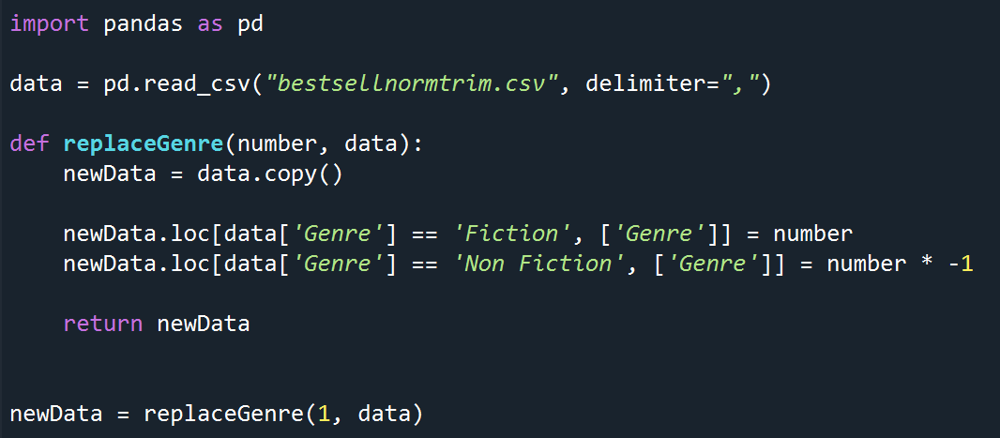 import pandas as pd
data = pd.read_csv("bestsellnormtrim.csv", delimiter=",")
def replaceGenre(number, data):
    newData = data.copy()
    newData.loc[data['Genre'] == 'Fiction', ['Genre']] = number
    newData.loc[data['Genre'] == 'Non Fiction', ['Genre']] = number * -1
    return newData
newData = replaceGenre(1, data)